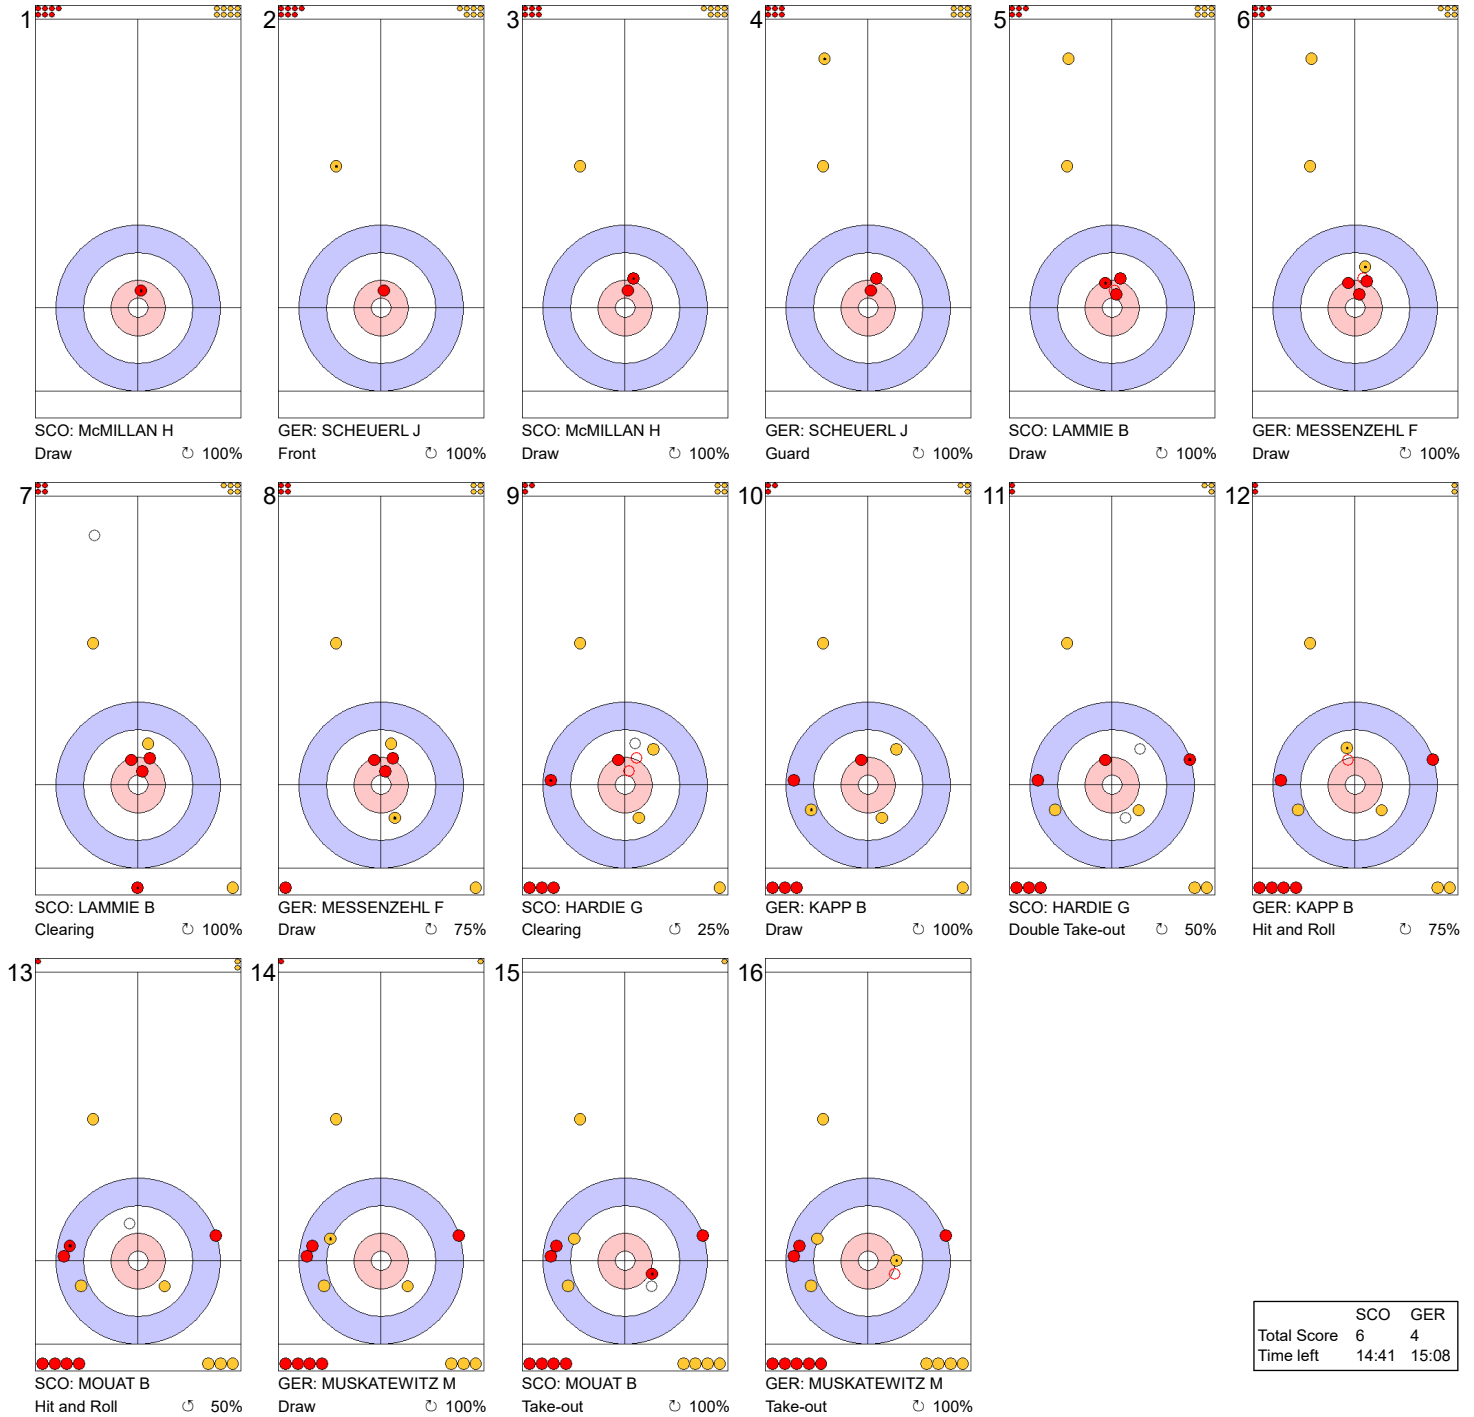 1 2 3 4 5 6
SCO: McMILLAN H GER: SCHEUERL J SCO: McMILLAN H GER: SCHEUERL J SCO: LAMMIE B GER: MESSENZEHL F
Draw ↻ 100% Front ↻ 100% Draw ↻ 100% Guard ↻ 100% Draw ↻ 100% Draw ↻ 100%
7 8 9 10 11 12
SCO: LAMMIE B GER: MESSENZEHL F SCO: HARDIE G GER: KAPP B SCO: HARDIE G GER: KAPP B
Clearing ↻ 100% Draw ↻ 75% Clearing ↺ 25% Draw ↻ 100% Double Take-out ↻ 50% Hit and Roll ↻ 75%
13 14 15 16
SCO: MOUAT B GER: MUSKATEWITZ M SCO: MOUAT B GER: MUSKATEWITZ M
Hit and Roll ↺ 50% Draw ↻ 100% Take-out ↻ 100% Take-out ↻ 100%
SCO GER
Total Score 6 4
Time left 14:41 15:08